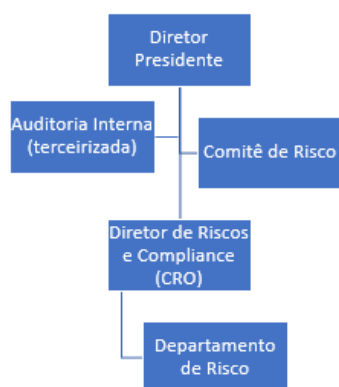 Diretor
Presidente
Auditoria Interna
(terceirizada)
Comitê de Risco
Diretor de Riscos
e Compliance
(CRO)
Departamento
de Risco